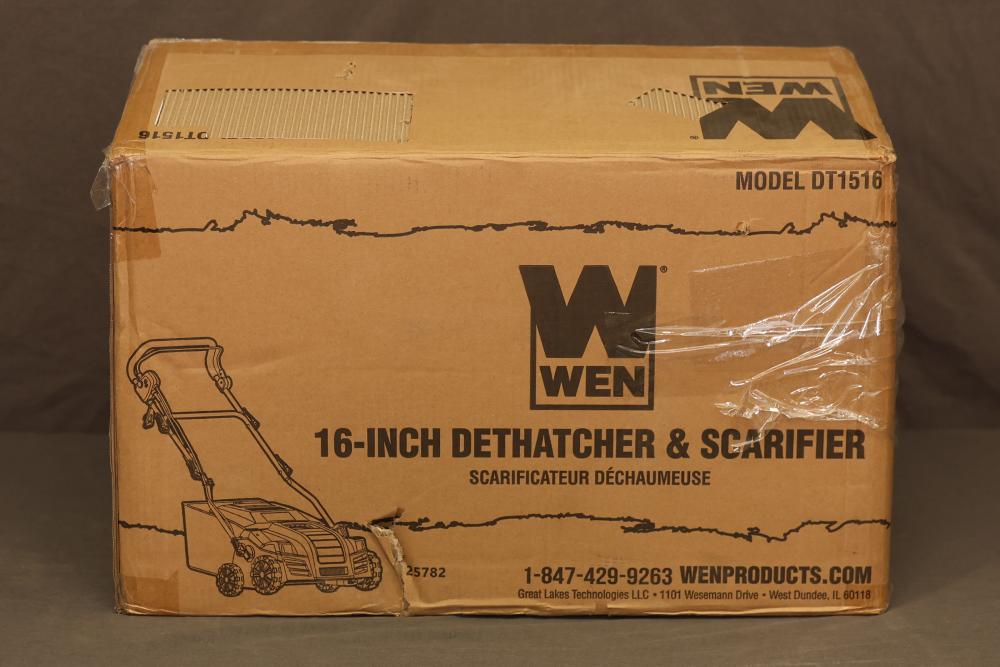 DT1516
WEN
W
®
MODEL DT1516
W®
WEN
16-INCH DETHATCHER & SCARIFIER
SCARIFICATEUR DÉCHAUMEUSE
25782
1-847-429-9263 WENPRODUCTS.COM
Great Lakes Technologies LLC • 1101 Wesemann Drive • West Dundee, IL 60118